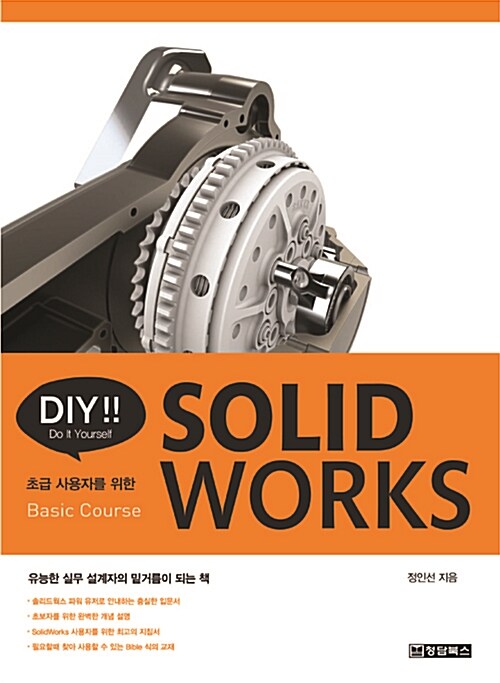 DIY!!
Do It Yourself
초급 사용자를 위한
Basic Course
SOLID
WORKS
유능한 실무 설계자의 밑거름이 되는 책
정인선 지음
• 솔리드웍스 파워 유저로 안내하는 충실한 입문서
• 초보자를 위한 완벽한 개념 설명
• SolidWorks 사용자를 위한 최고의 지침서
• 필요할때 찾아 사용할 수 있는 Bible 식의 교재
청담북스